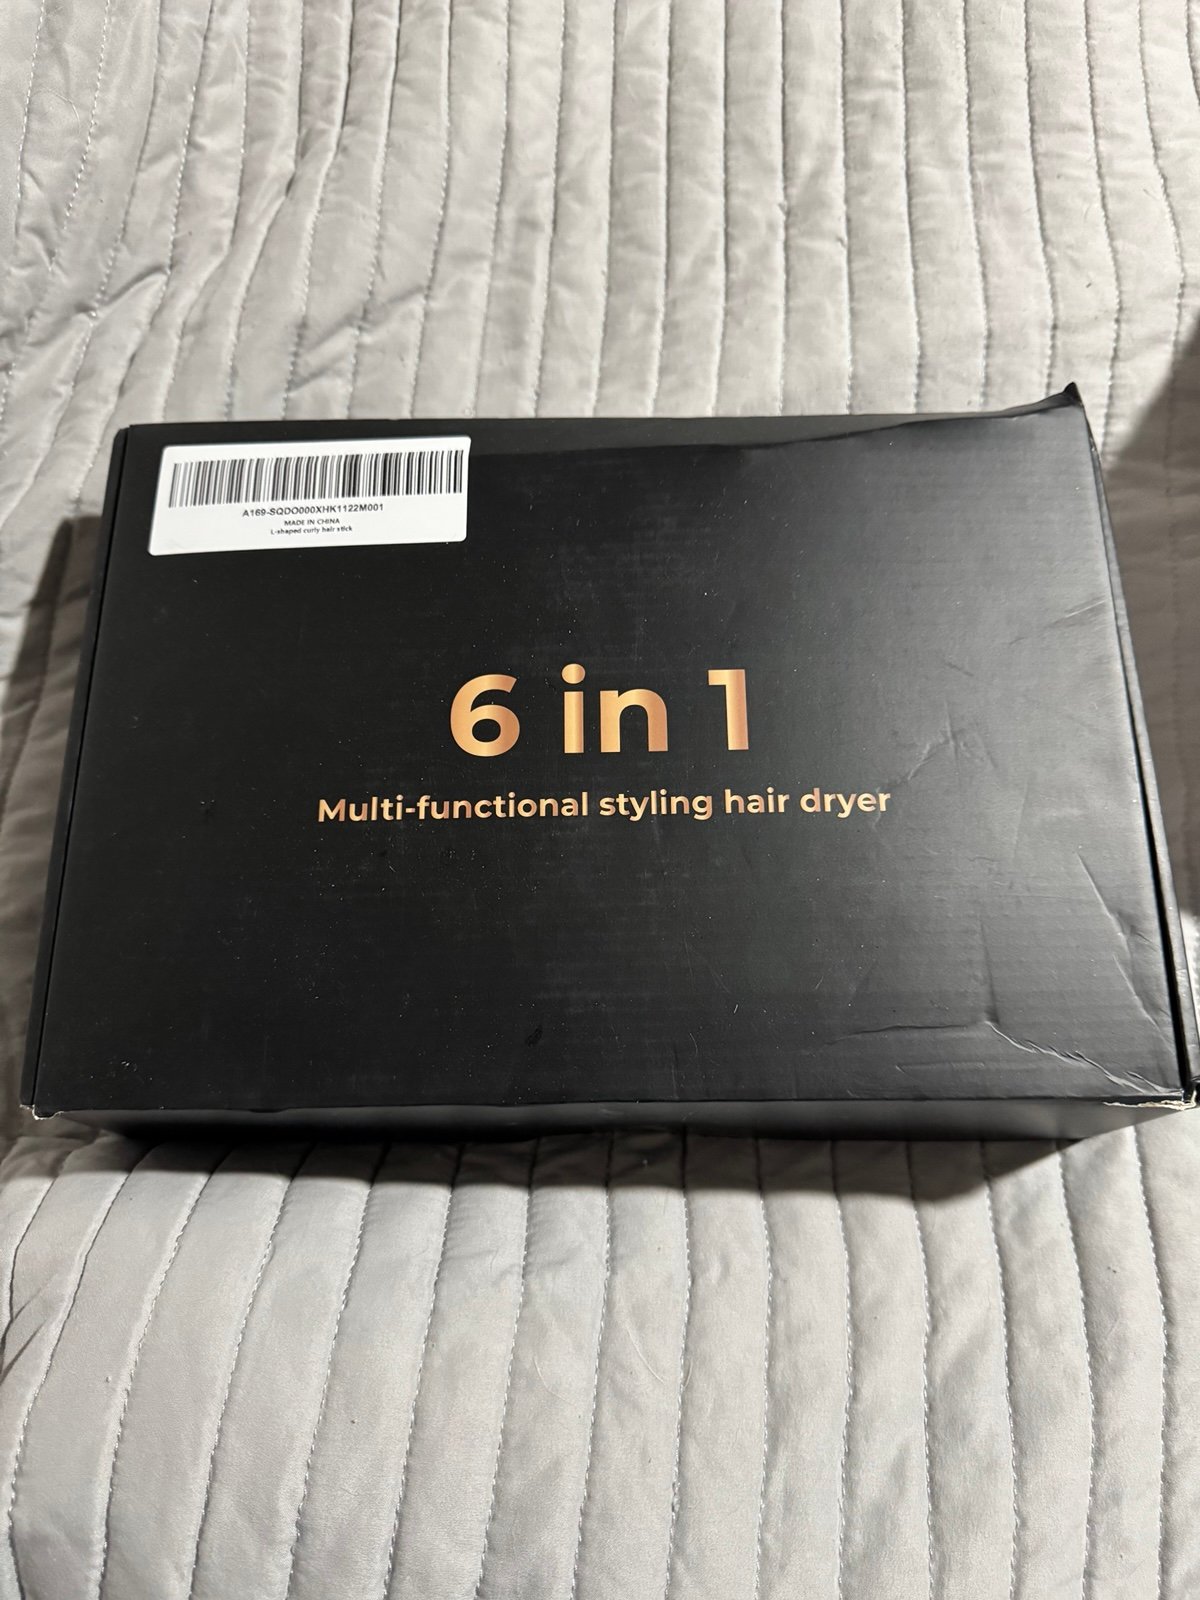 A169-SQDO000XHK1122M001
MADE IN CHINA
L-shaped curly hair stick
6 in 1
Multi-functional styling hair dryer